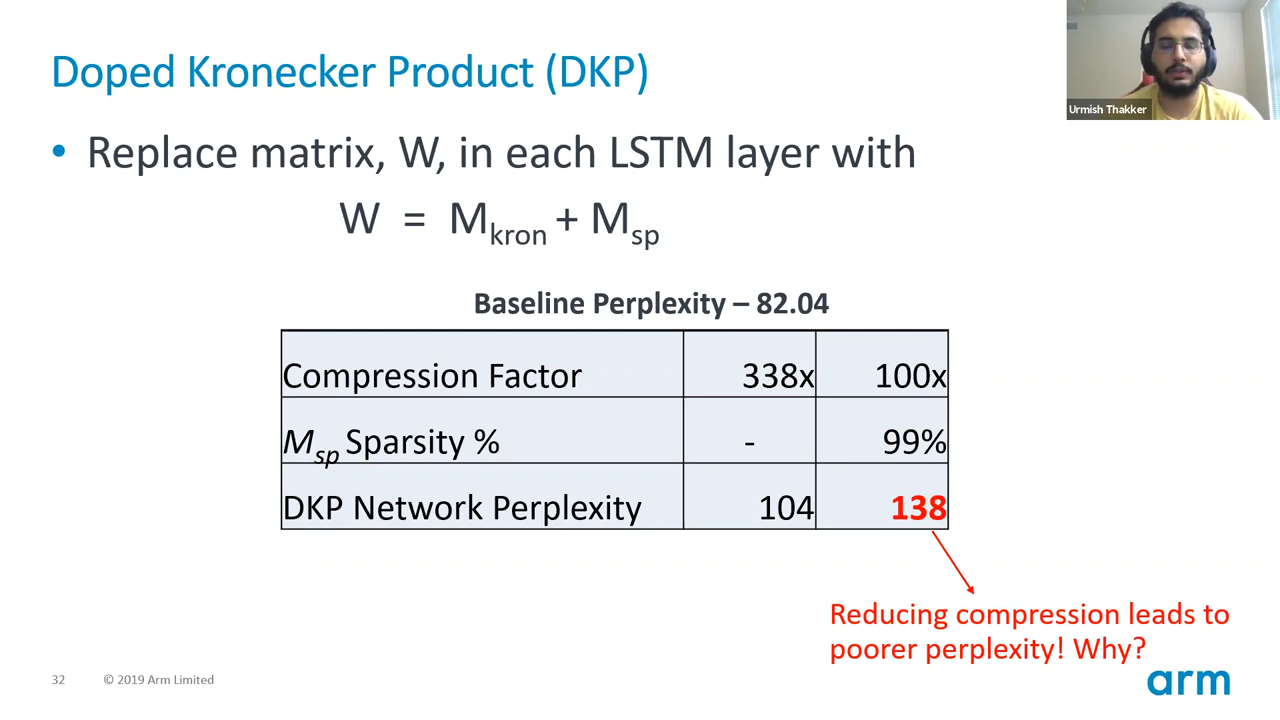 Doped Kronecker Product (DKP)
Urmish Thakker
• Replace matrix, W, in each LSTM layer with
W = Mkron + Msp
Baseline Perplexity – 82.04
Compression Factor 338x 100x
Msp Sparsity % - 99%
DKP Network Perplexity 104 138
Reducing compression leads to
poorer perplexity! Why?
32 © 2019 Arm Limited
arm